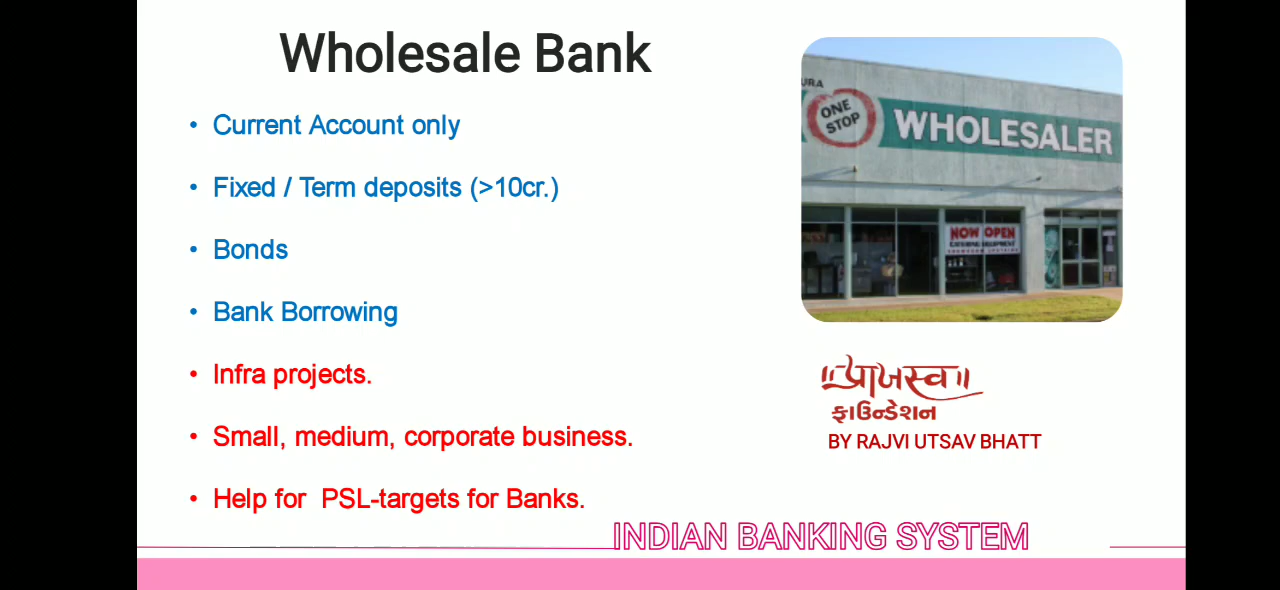 Wholesale Bank
• Current Account only
• Fixed / Term deposits (>10cr.)
• Bonds
• Bank Borrowing
• Infra projects.
• Small, medium, corporate business.
• Help for PSL-targets for Banks.
URA
ONE
STOP
WHOLESALER
NOW OPEN
॥પ્રાજસ્વ॥
ફાઉન્ડેશન
BY RAJVI UTSAV BHATT
INDIAN BANKING SYSTEM